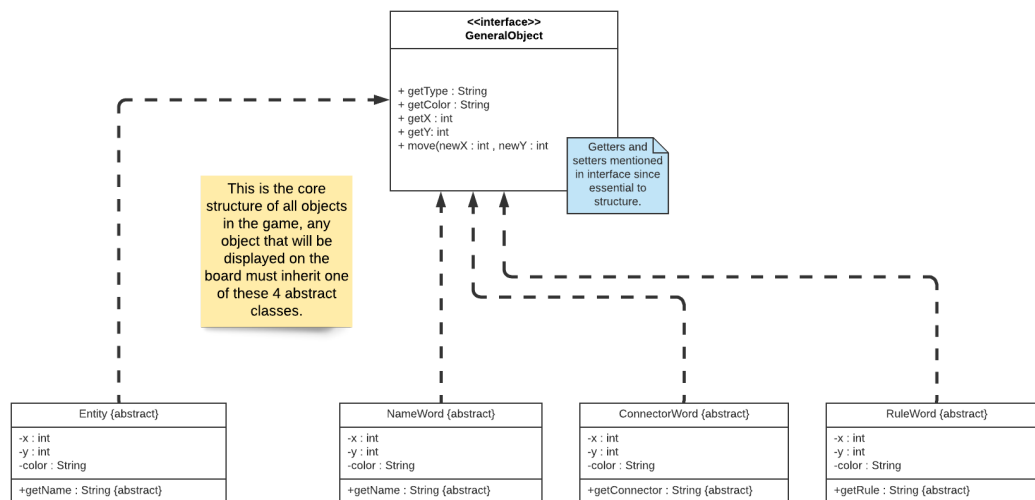 <<interface>>
GeneralObject
+ getType : String
+ getColor : String
+ getX : int
+ getY: int
+ move(newX : int , newY : int
Getters and
setters mentioned
in interface since
essential to
structure.
This is the core
structure of all objects
in the game, any
object that will be
displayed on the
board must inherit one
of these 4 abstract
classes.
Entity {abstract}
-x : int
-y : int
-color : String
+getName : String {abstract}
NameWord {abstract}
-x : int
-y : int
-color : String
+getName : String {abstract}
ConnectorWord {abstract}
-x : int
-y : int
-color : String
+getConnector : String {abstract}
RuleWord {abstract}
-x : int
-y : int
-color : String
+getRule : String {abstract}